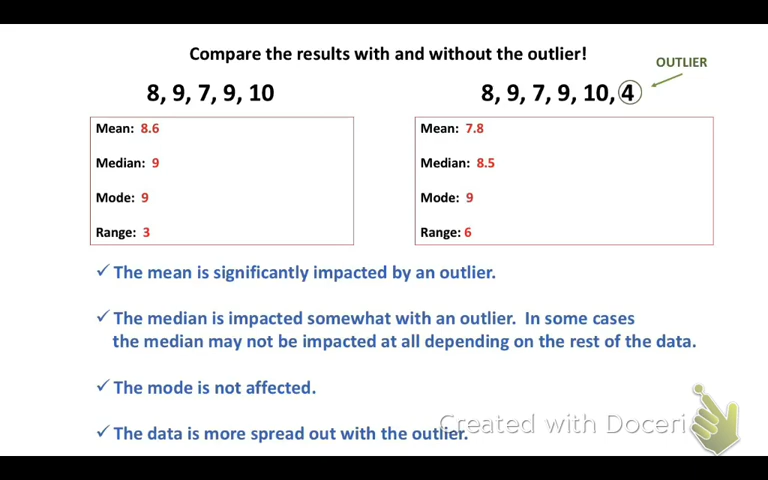 Compare the results with and without the outlier!
OUTLIER
8, 9, 7, 9, 10
8, 9, 7, 9, 10, 4
Mean: 8.6
Median: 9
Mode: 9
Range: 3
Mean: 7.8
Median: 8.5
Mode: 9
Range: 6
✓ The mean is significantly impacted by an outlier.
✓ The median is impacted somewhat with an outlier. In some cases
the median may not be impacted at all depending on the rest of the data.
✓ The mode is not affected.
✓ The data is more spread out with the outlier.
Created with Doceri